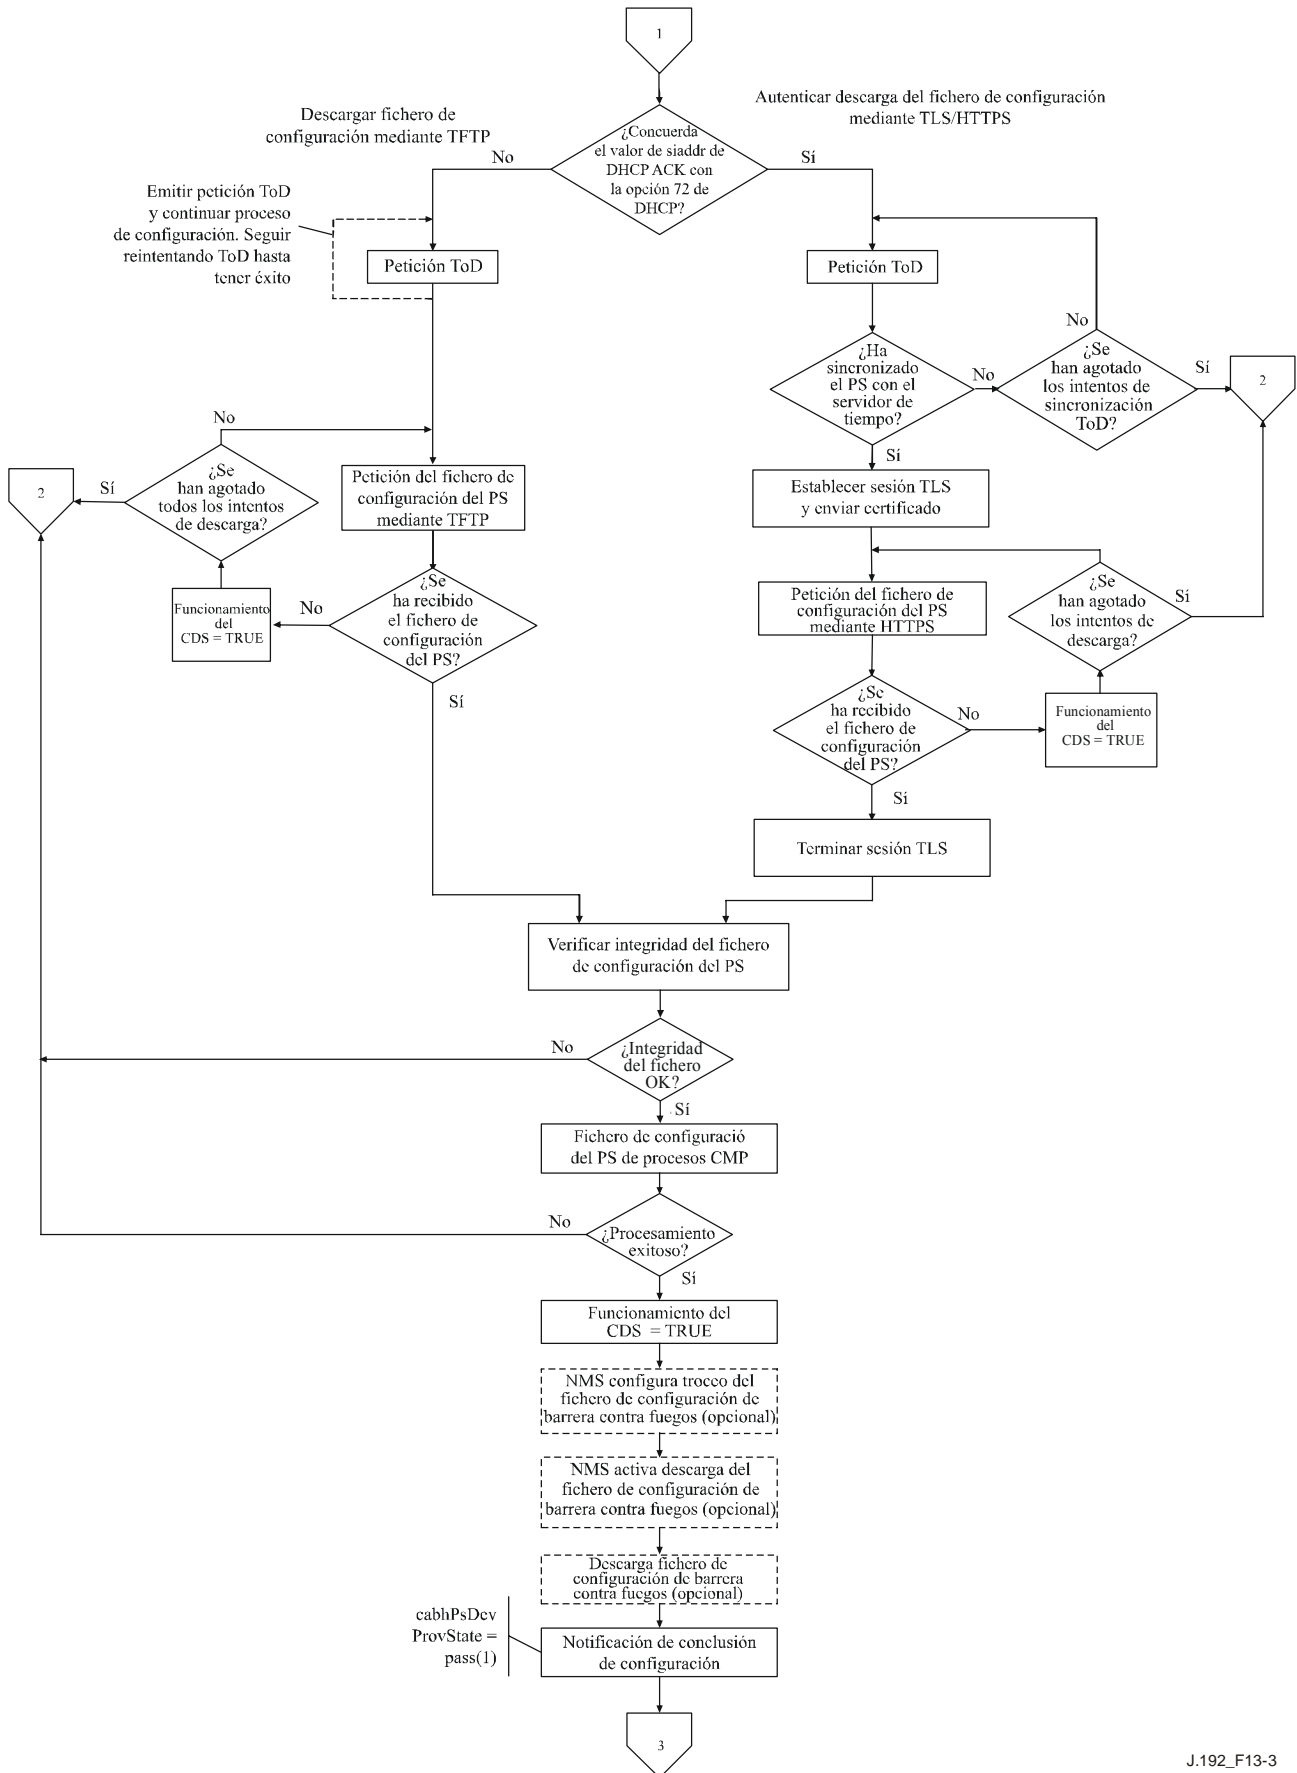 1
Descargar fichero de
configuración mediante TFTP
Autenticar descarga del fichero de configuración
mediante TLS/HTTPS
¿Concuerda
el valor de siaddr de
DHCP ACK con
la opción 72 de
DHCP?
No
Sí
Emitir petición ToD
y continuar proceso
de configuración. Seguir
reintentando ToD hasta
tener éxito
Petición ToD
Petición ToD
¿Ha
sincronizado
el PS con el
servidor de
tiempo?
No
¿Se
han agotado
los intentos de
sincronización
ToD?
No
Sí
2
Sí
No
2
Sí
¿Se
han agotado
todos los intentos
de descarga?
Petición del fichero de
configuración del PS
mediante TFTP
Establecer sesión TLS
y enviar certificado
Funcionamiento
del
CDS = TRUE
No
¿Se
ha recibido
el fichero de
configuración
del PS?
Sí
Petición del fichero de
configuración del PS
mediante HTTPS
¿Se
han agotado
los intentos de
descarga?
Sí
¿Se
ha recibido
el fichero de
configuración
del PS?
No
Funcionamiento
del
CDS = TRUE
Sí
Terminar sesión TLS
Verificar integridad del fichero
de configuración del PS
No
¿Integridad
del fichero
OK?
Sí
Fichero de configuració
del PS de procesos CMP
No
¿Procesamiento
exitoso?
Sí
Funcionamiento del
CDS = TRUE
NMS configura troceo del
fichero de configuración de
barrera contra fuegos (opcional)
NMS activa descarga del
fichero de configuración de
barrera contra fuegos (opcional)
Descarga fichero de
configuración de barrera
contra fuegos (opcional)
cabhPsDev
ProvState =
pass(1)
Notificación de conclusión
de configuración
3
J.192_F13-3